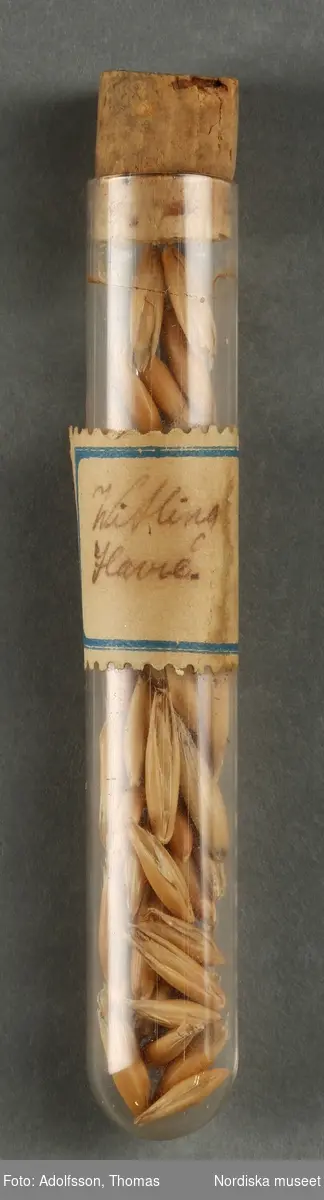 Havre.
Foto: Adolfsson, Thomas
Nordiska museet